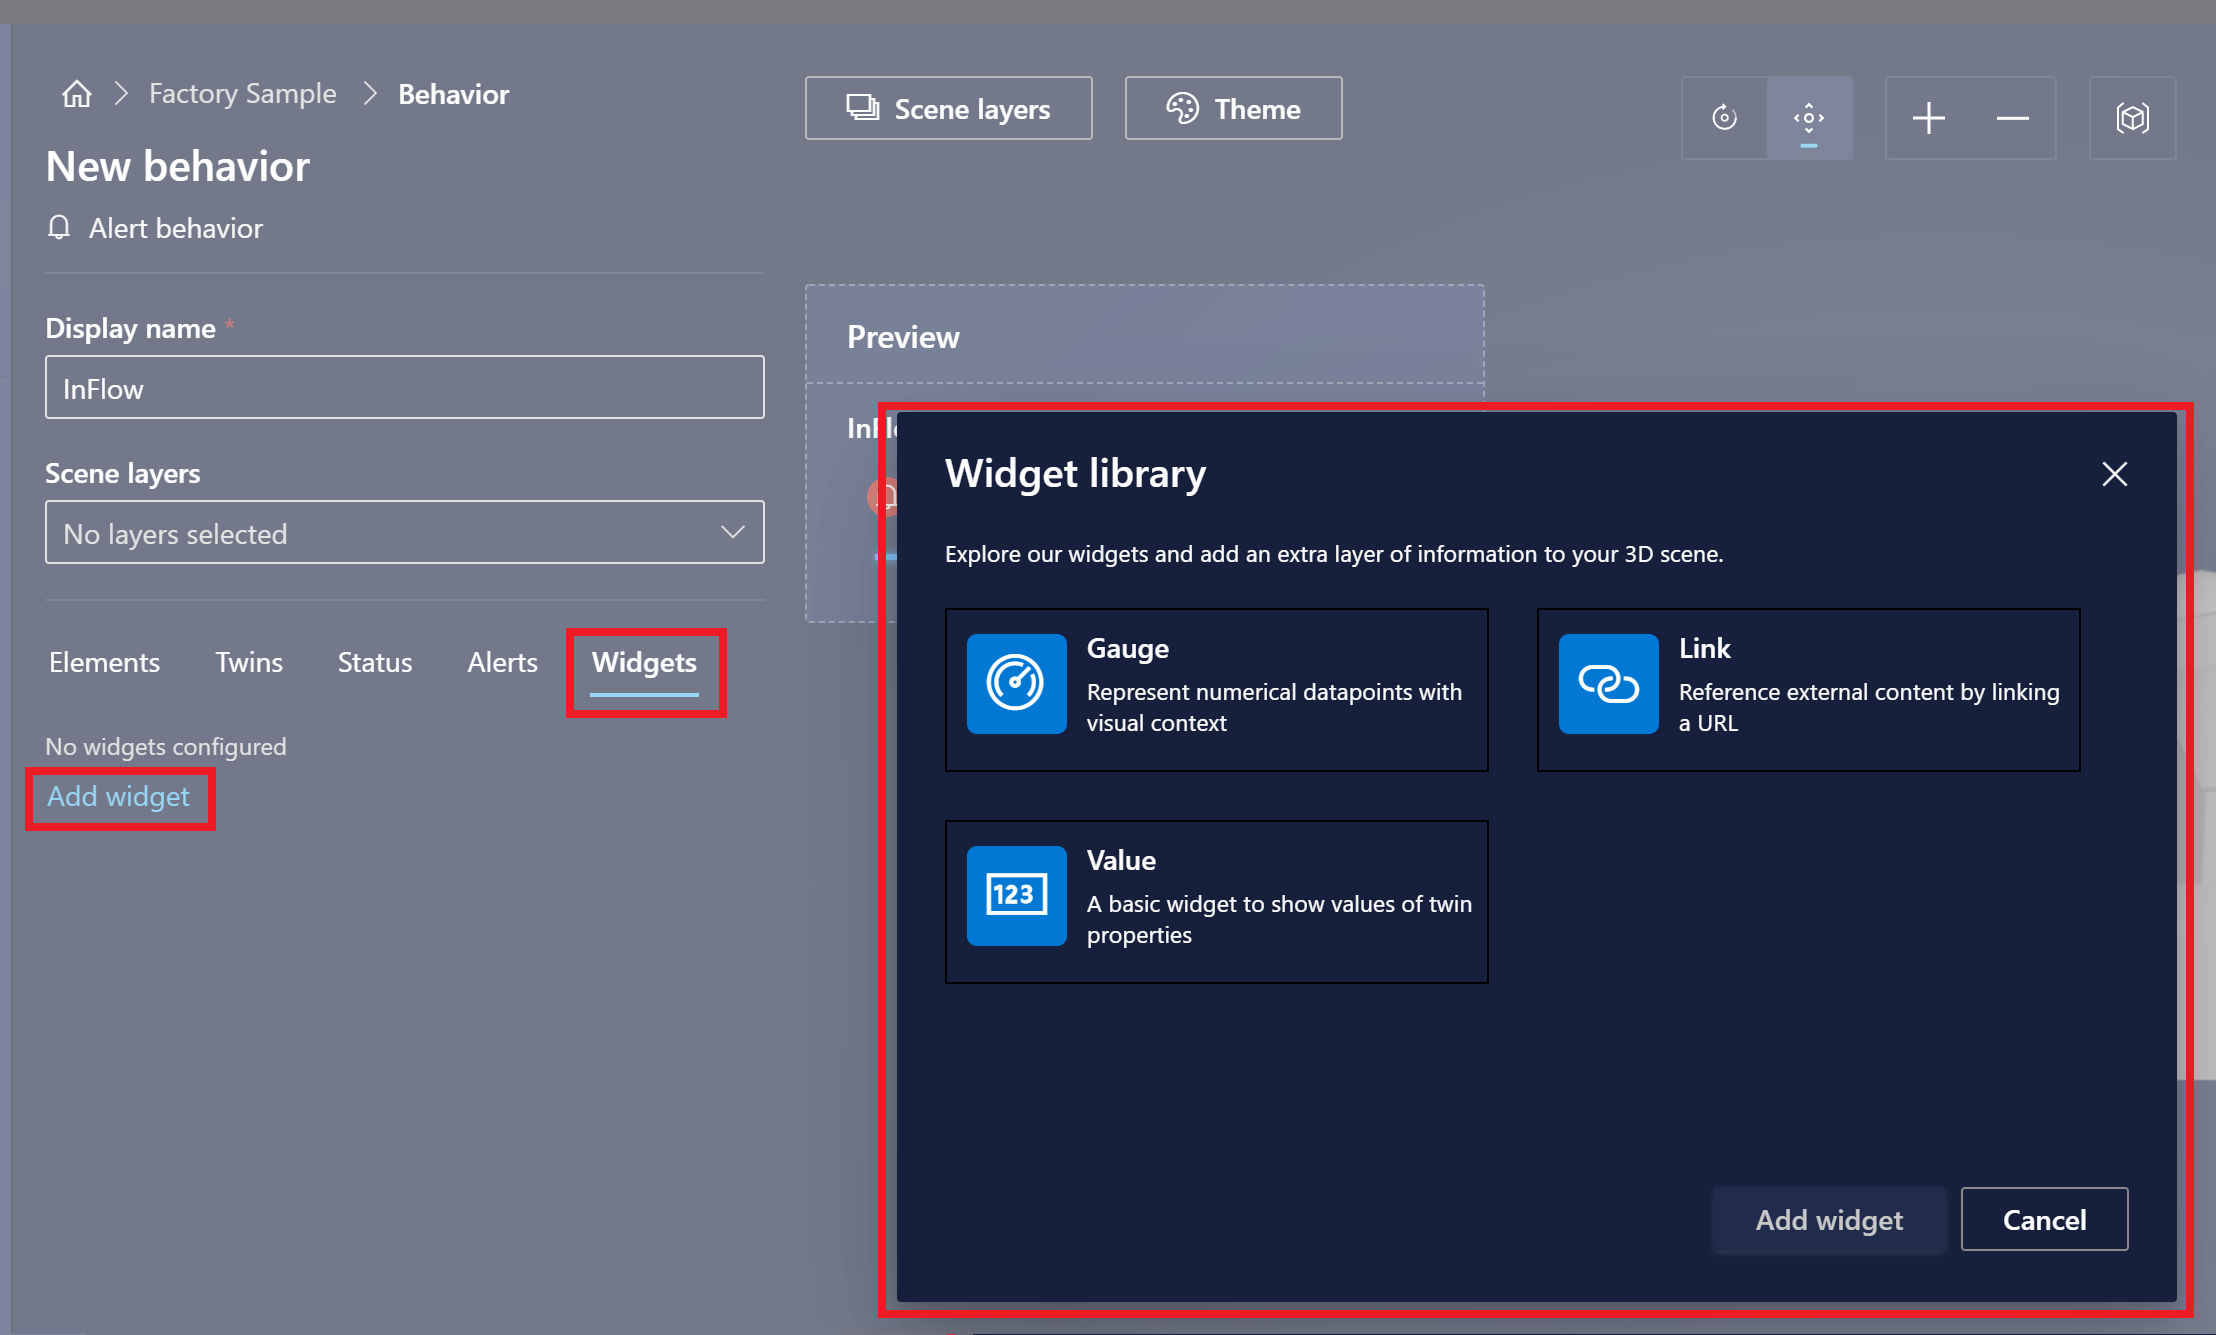 Factory Sample
Behavior
Scene layers
Theme
New behavior
Alert behavior
Display name *
InFlow
Preview
Scene layers
No layers selected
Elements
Twins
Status
Alerts
Widgets
No widgets configured
Add widget
Widget library
Explore our widgets and add an extra layer of information to your 3D scene.
Gauge
Represent numerical datapoints with
visual context
Link
Reference external content by linking
a URL
123
Value
A basic widget to show values of twin
properties
Add widget
Cancel